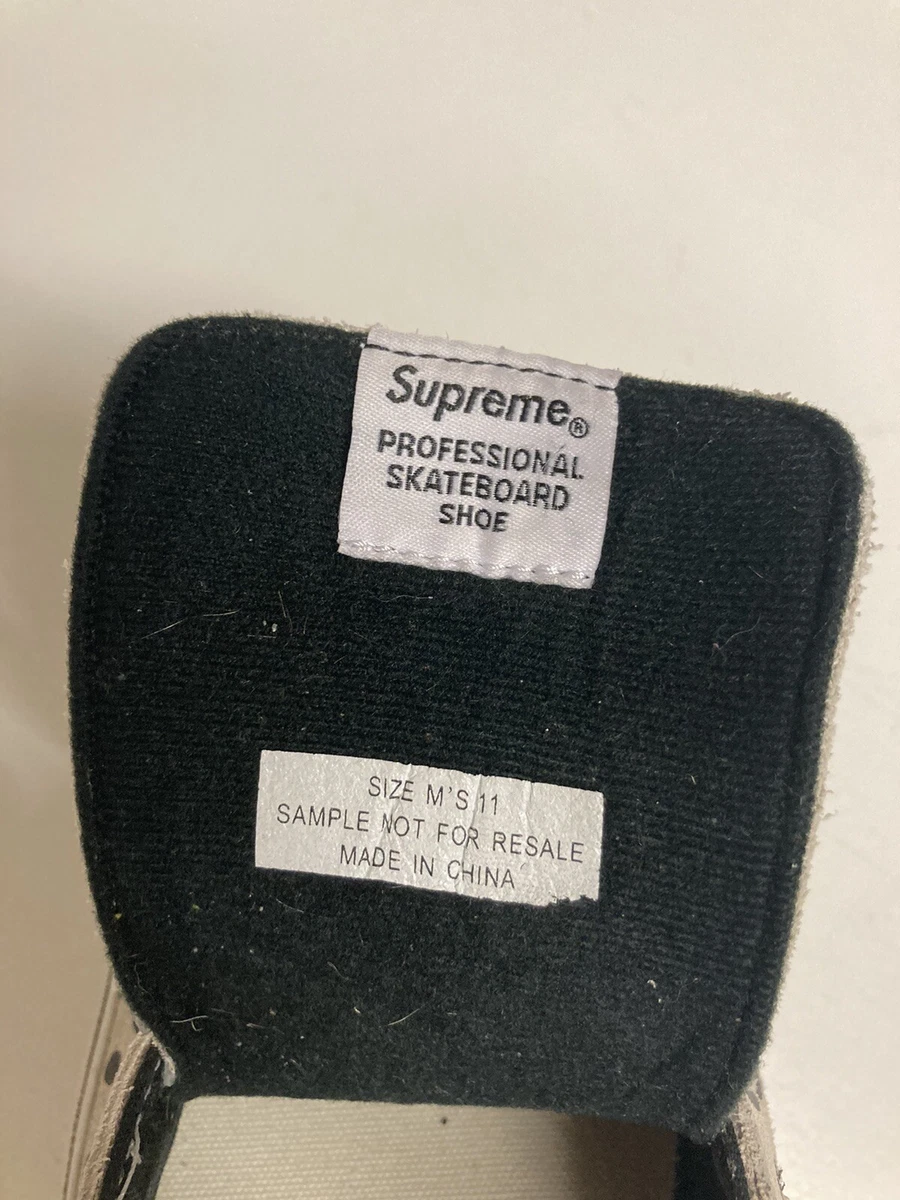 Supreme®
PROFESSIONAL
SKATEBOARD
SHOE
SIZE M'S 11
SAMPLE NOT FOR RESALE
MADE IN CHINA